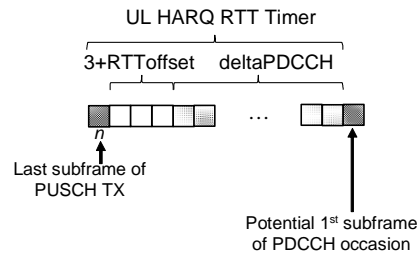 UL HARQ RTT Timer
3+RTToffset deltaPDCCH
...
n
Last subframe of
PUSCH TX
Potential 1st subframe
of PDCCH occasion